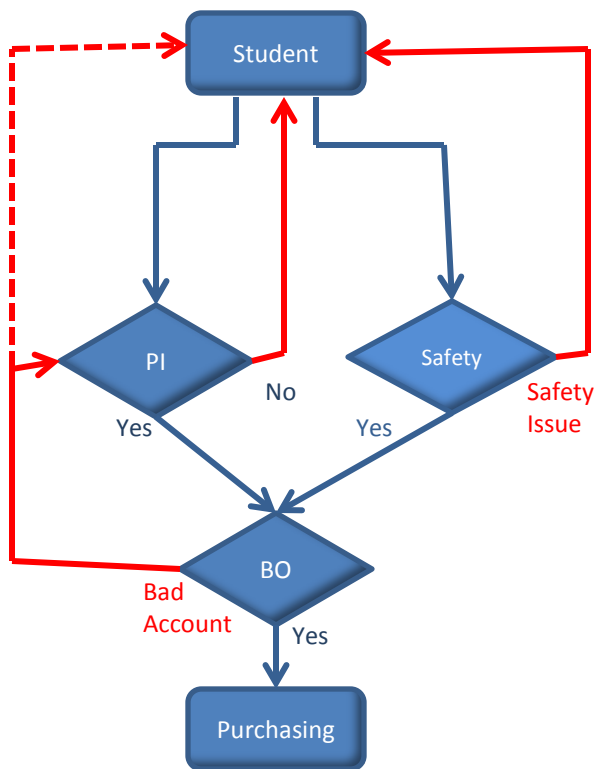 Student
PI
Safety
No
Safety
Issue
Yes
Yes
BO
Bad
Account
Yes
Purchasing